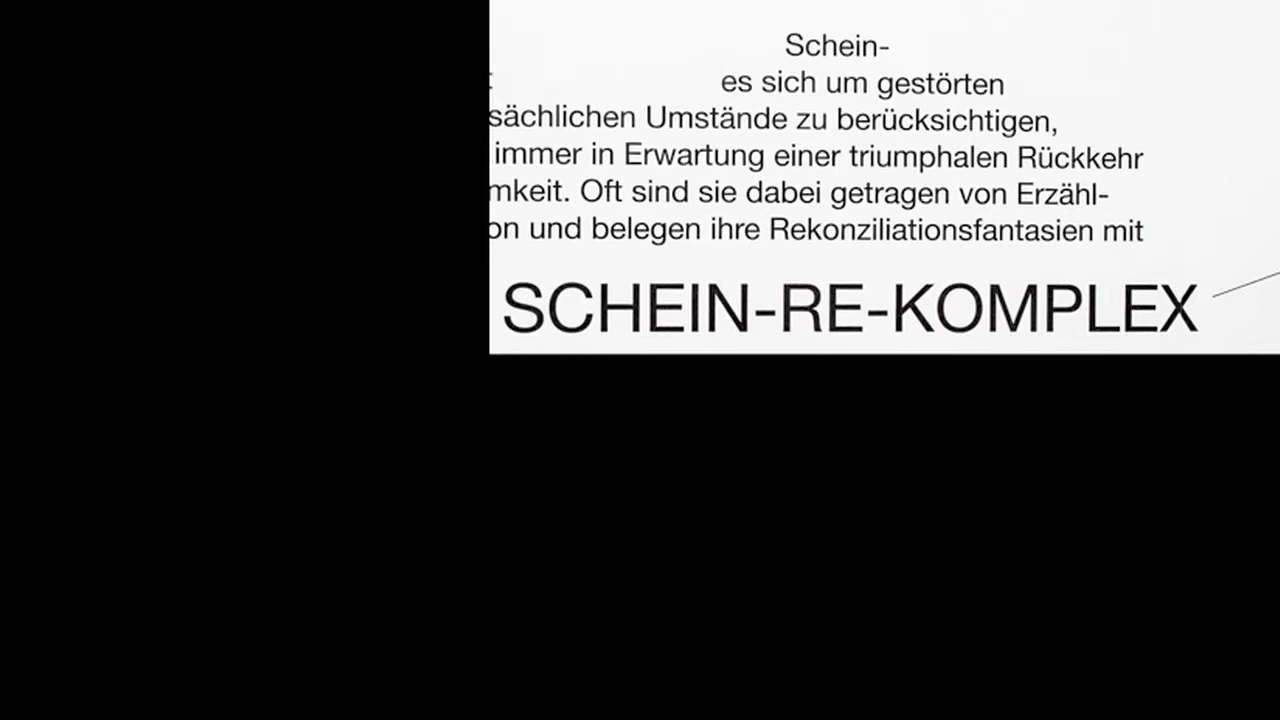 Schein-
es sich um gestörten
sächlichen Umstände zu berücksichtigen,
immer in Erwartung einer triumphalen Rückkehr
mkeit. Oft sind sie dabei getragen von Erzähl-
on und belegen ihre Rekonziliationsfantasien mit
SCHEIN-RE-KOMPLEX